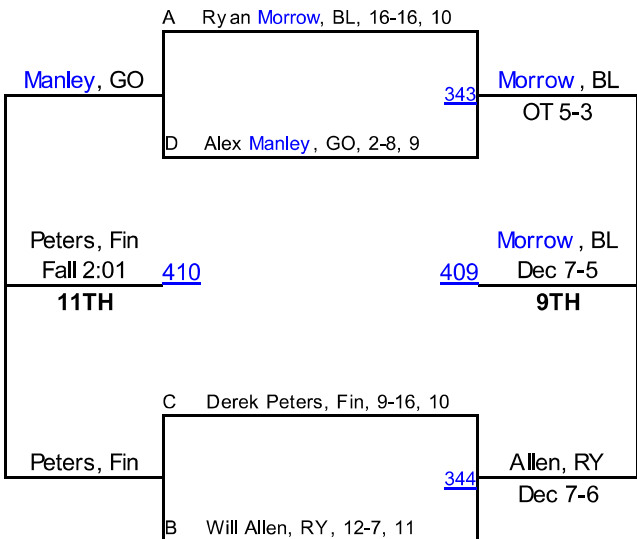 A Ryan Morrow, BL, 16-16, 10
Manley, GO
343
Morrow, BL
OT 5-3
D Alex Manley, GO, 2-8, 9
Peters, Fin
Fall 2:01
11TH
410
409
Morrow, BL
Dec 7-5
9TH
C Derek Peters, Fin, 9-16, 10
Peters, Fin
344
Allen, RY
Dec 7-6
B Will Allen, RY, 12-7, 11